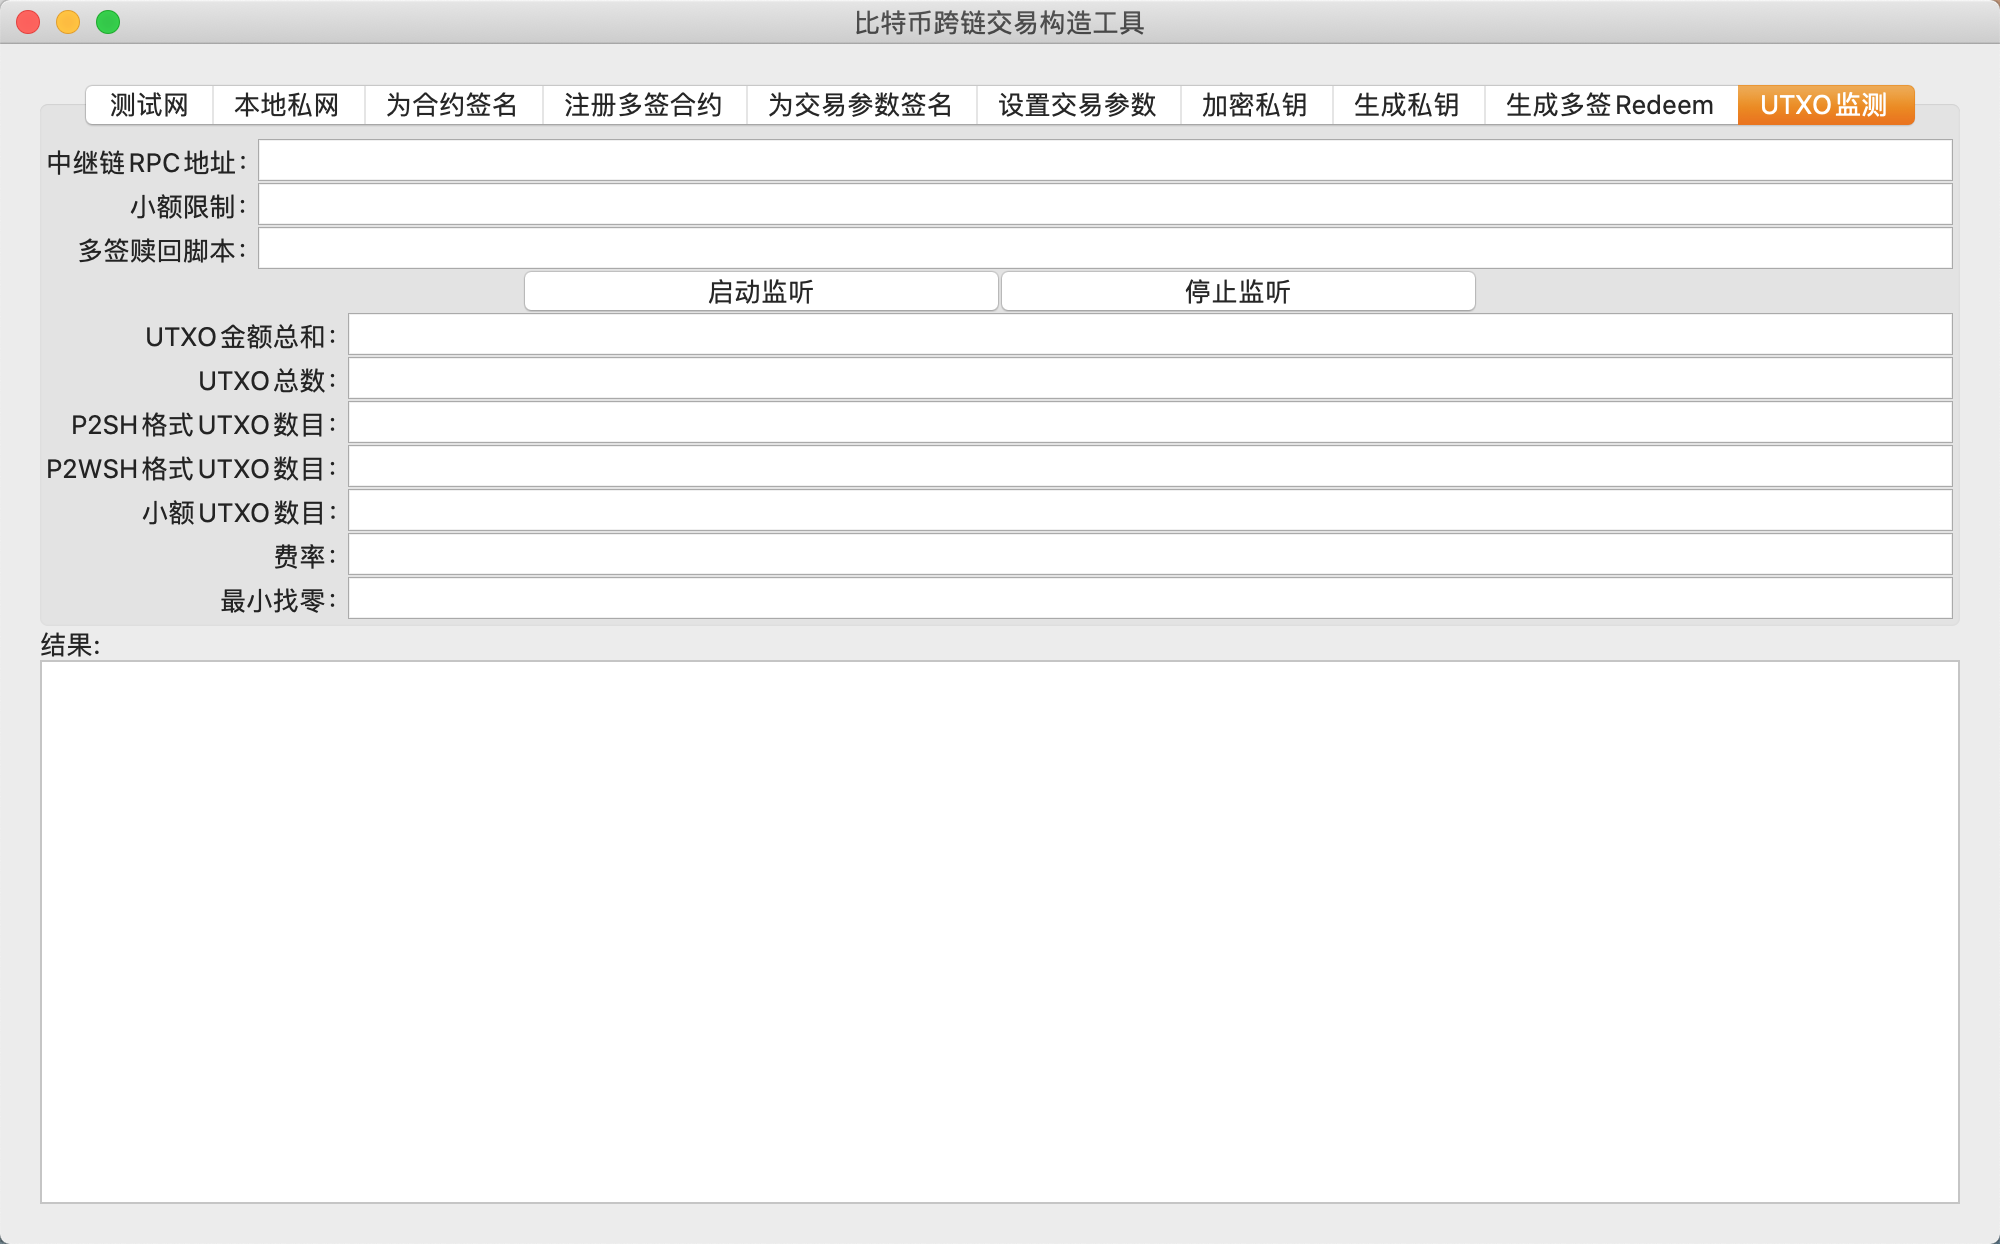 比特币跨链交易构造工具
测试网 本地私网 为合约签名 注册多签合约 为交易参数签名 设置交易参数 加密私钥 生成私钥 生成多签Redeem UTXO监测
中继链RPC地址：
小额限制：
多签赎回脚本：
启动监听 停止监听
UTXO金额总和：
UTXO总数：
P2SH格式UTXO数目：
P2WSH格式UTXO数目：
小额UTXO数目：
费率：
最小找零：
结果: